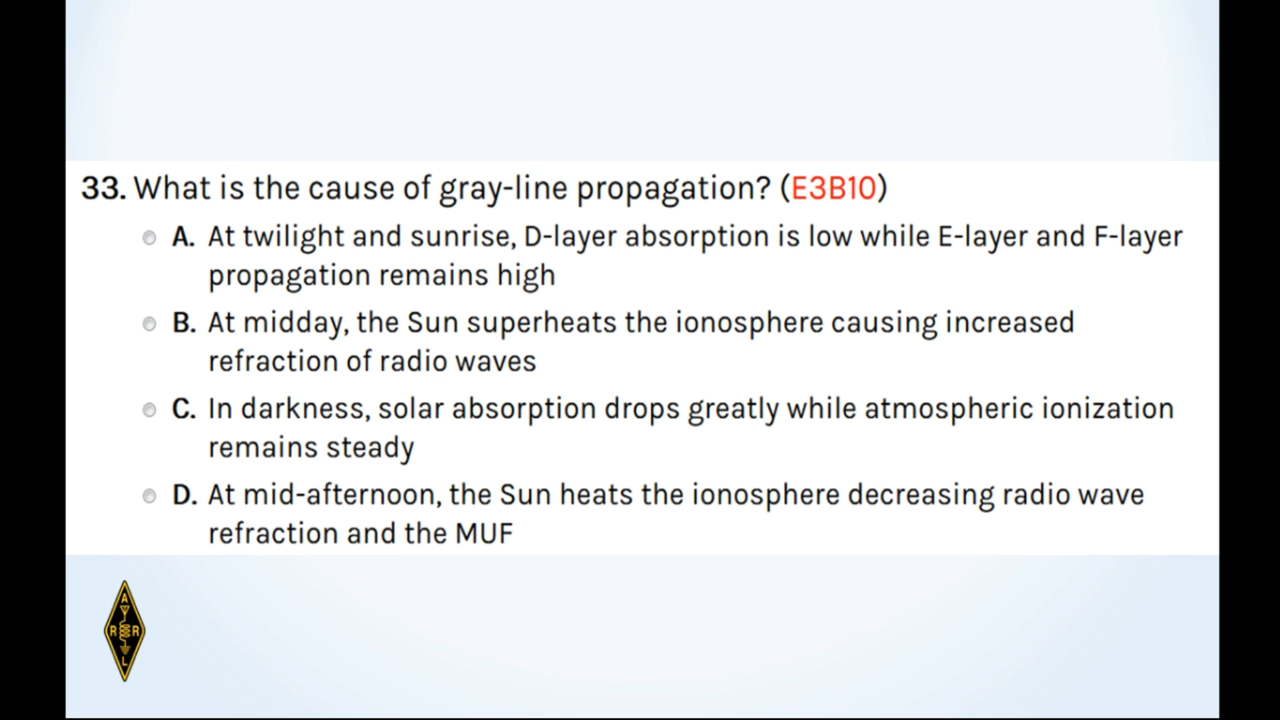 33. What is the cause of gray-line propagation? (E3B10)
A. At twilight and sunrise, D-layer absorption is low while E-layer and F-layer
propagation remains high
B. At midday, the Sun superheats the ionosphere causing increased
refraction of radio waves
C. In darkness, solar absorption drops greatly while atmospheric ionization
remains steady
D. At mid-afternoon, the Sun heats the ionosphere decreasing radio wave
refraction and the MUF
A
R R
L